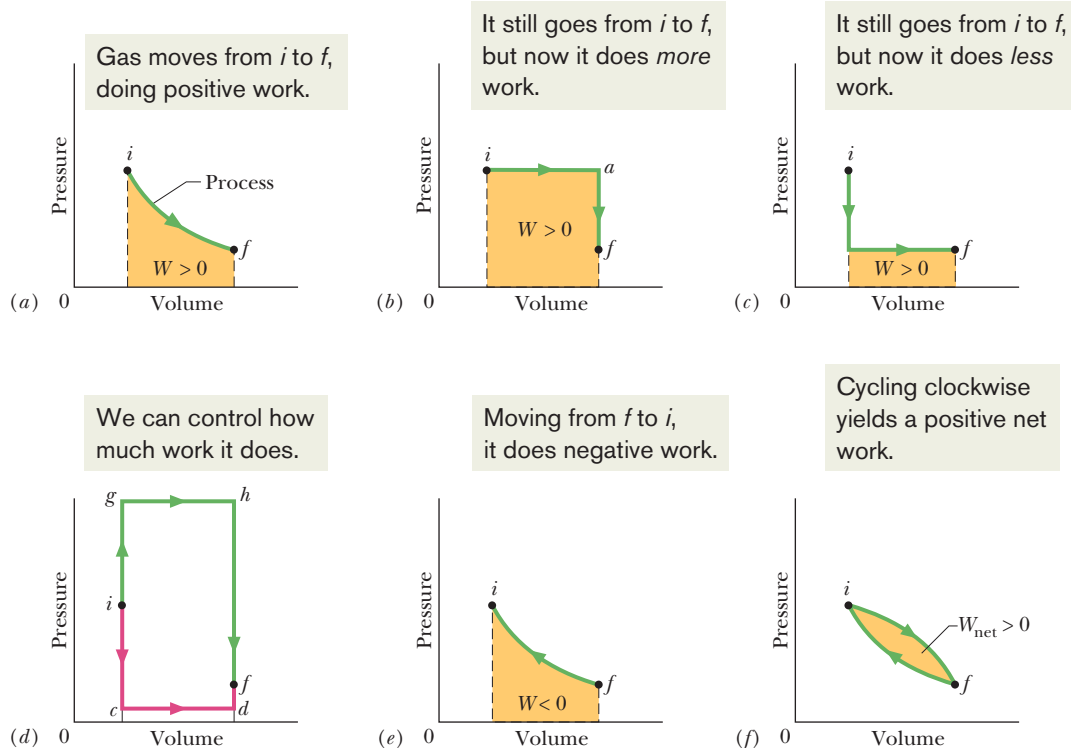 Gas moves from i to f,
doing positive work.
Pressure
i
Process
f
W > 0
(a)
0
Volume
It still goes from i to f,
but now it does more
work.
Pressure
i
a
W > 0
f
(b)
0
Volume
It still goes from i to f,
but now it does less
work.
Pressure
i
f
W > 0
(c)
0
Volume
We can control how
much work it does.
Pressure
g
h
i
f
c
d
(d)
0
Volume
Moving from f to i,
it does negative work.
Pressure
i
f
W < 0
(e)
0
Volume
Cycling clockwise
yields a positive net
work.
Pressure
i
Wnet > 0
f
(f)
0
Volume